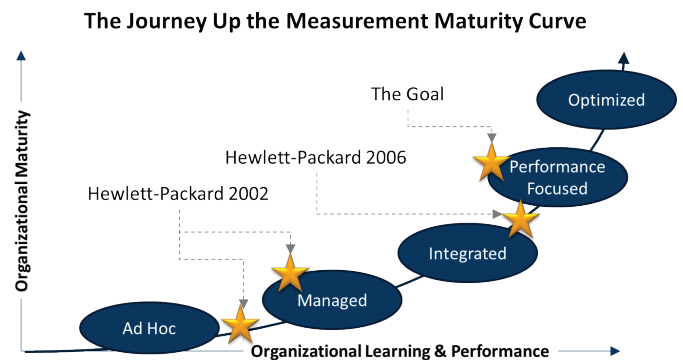 The Journey Up the Measurement Maturity Curve
Organizational Maturity
Optimized
The Goal
Performance
Focused
Hewlett-Packard 2006
Hewlett-Packard 2002
Integrated
Managed
Ad Hoc
Organizational Learning & Performance